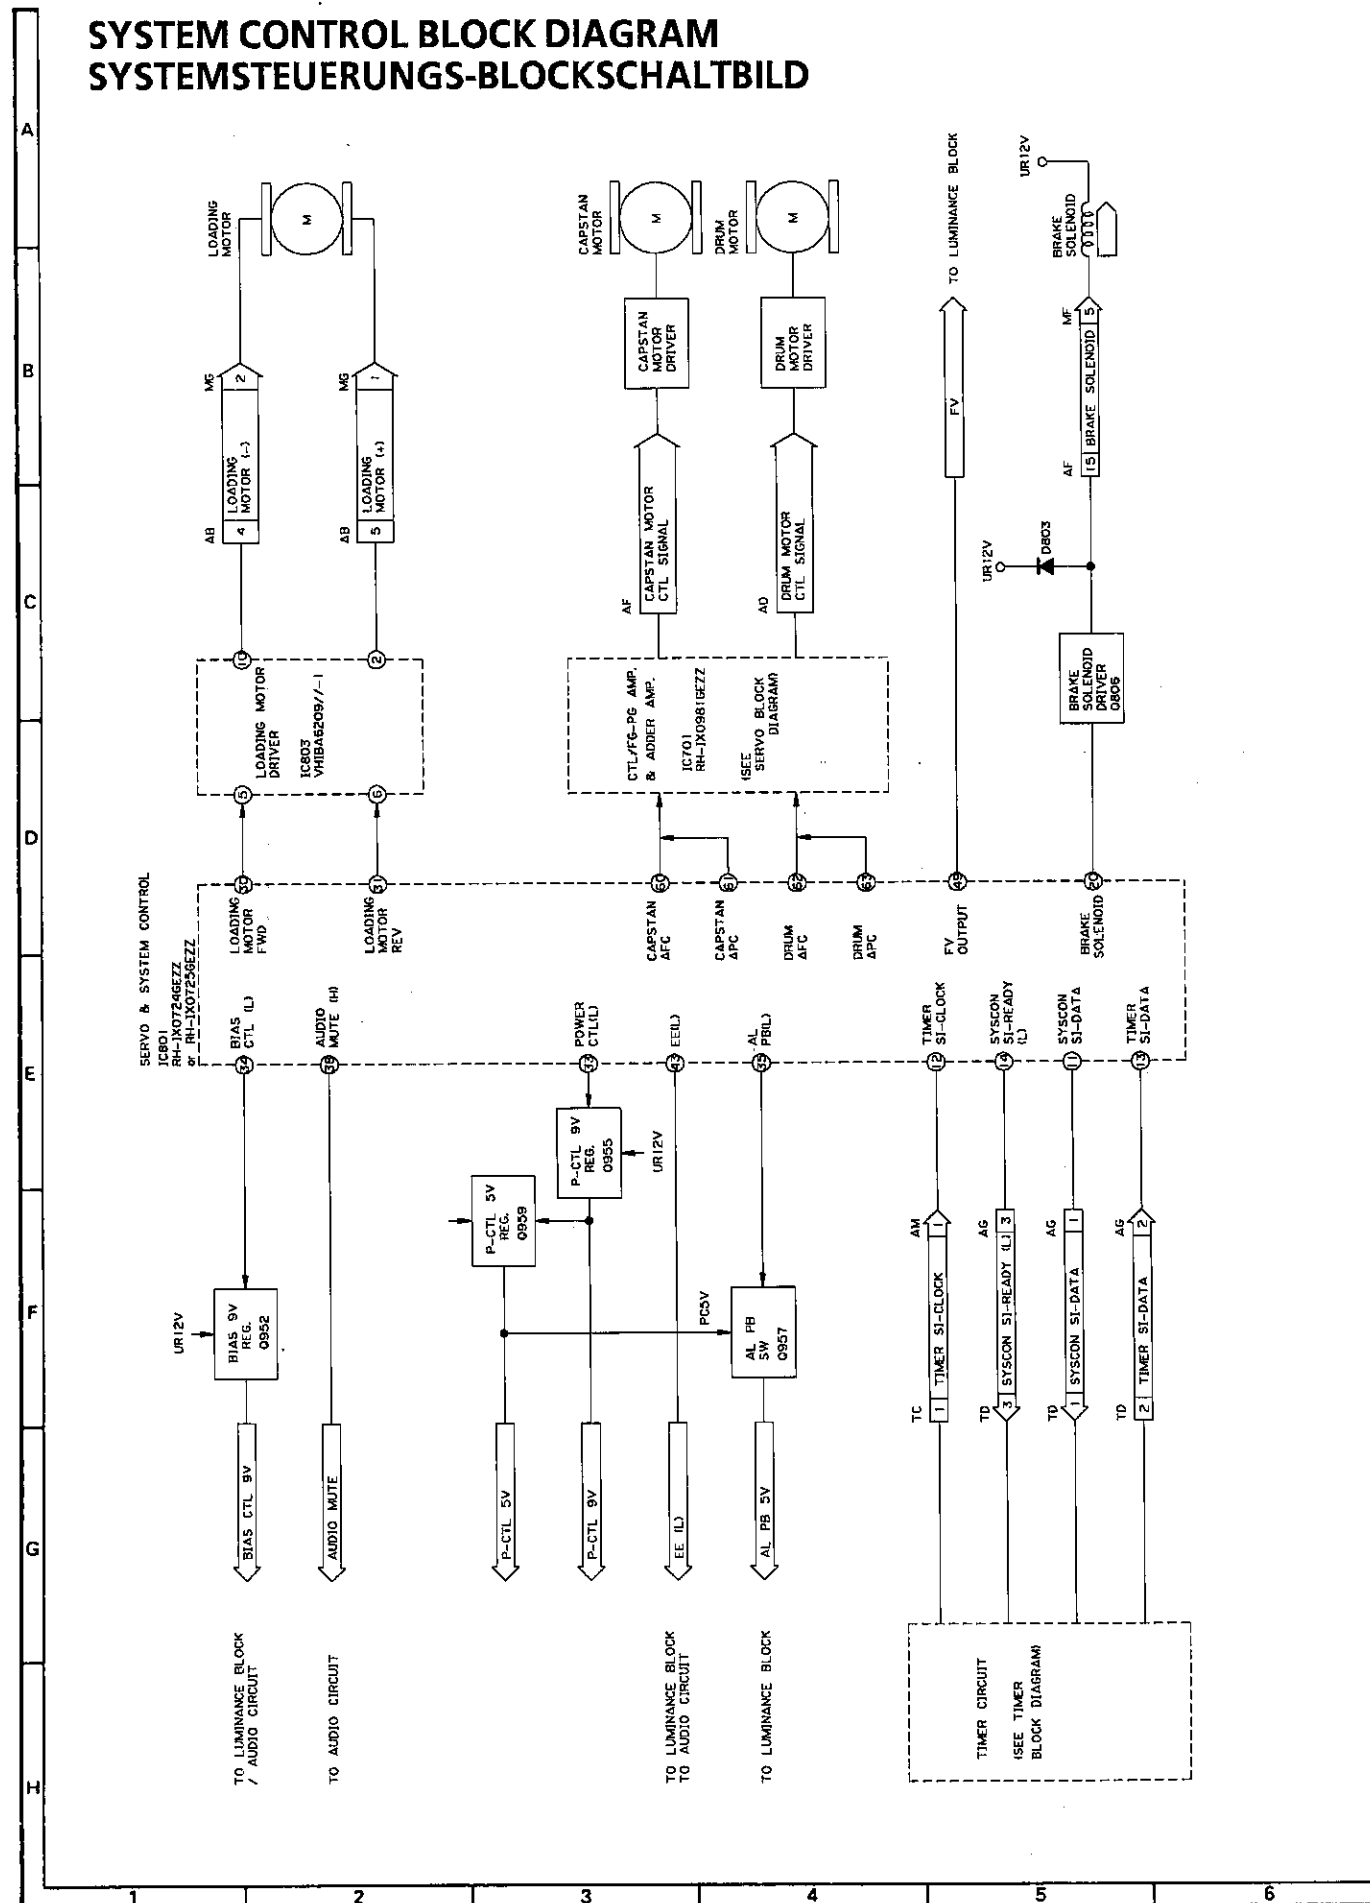 SYSTEM CONTROL BLOCK DIAGRAM
SYSTEMSTEUERUNGS-BLOCKSCHALTBILD
A
B
C
D
E
F
G
H
1
2
3
4
5
6
LOADING
MOTOR
M
MG
2
LOADING
MOTOR (-)
4
AB
MG
1
LOADING
MOTOR (+)
5
AB
10
2
LOADING MOTOR
DRIVER
IC803
VHIBA6209//-1
5
6
CAPSTAN
MOTOR
M
DRUM
MOTOR
M
CAPSTAN
MOTOR
DRIVER
DRUM
MOTOR
DRIVER
CAPSTAN MOTOR
CTL SIGNAL
AF
DRUM MOTOR
CTL SIGNAL
AD
CTL/FG-PG AMP.
& ADDER AMP.
IC701
RH-IX0981GEZZ
(SEE
SERVO BLOCK
DIAGRAM)
TO LUMINANCE BLOCK
FV
UR12V
BRAKE
SOLENOID
MF
5
BRAKE SOLENOID
15
AF
UR12V
D803
BRAKE
SOLENOID
DRIVER
Q806
SERVO & SYSTEM CONTROL
IC801
RH-IX0724GEZZ
or RH-IX0725GEZZ
30
LOADING
MOTOR
FWD
31
LOADING
MOTOR
REV
60
CAPSTAN
AFC
61
CAPSTAN
APC
62
DRUM
AFC
63
DRUM
APC
49
FV
OUTPUT
20
BRAKE
SOLENOID
BIAS
CTL (L)
34
AUDIO
MUTE (H)
38
POWER
CTL(L)
33
EE(L)
43
AL
PB(L)
35
TIMER
SI-CLOCK
12
SYSCON
SI-READY
(L)
14
SYSCON
SI-DATA
11
TIMER
SI-DATA
13
P-CTL 9V
REG.
Q955
UR12V
P-CTL 5V
REG.
Q959
UR12V
BIAS 9V
REG.
Q952
PC5V
AL PB
SW
Q957
AM
1
TIMER SI-CLOCK
1
TC
AG
3
SYSCON SI-READY (L)
3
TD
AG
1
SYSCON SI-DATA
1
TD
AG
2
TIMER SI-DATA
2
TD
BIAS CTL 9V
AUDIO MUTE
P-CTL 5V
P-CTL 9V
EE (L)
AL PB 5V
TO LUMINANCE BLOCK
/ AUDIO CIRCUIT
TO AUDIO CIRCUIT
TO LUMINANCE BLOCK
TO AUDIO CIRCUIT
TO LUMINANCE BLOCK
TIMER CIRCUIT
(SEE TIMER
BLOCK DIAGRAM)